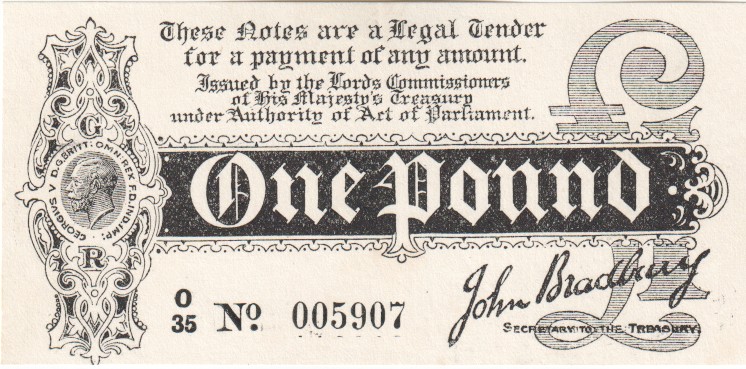 These Notes are a Legal Tender
for a payment of any amount.
Issued by the Lords Commissioners
of His Majesty's Treasury
under Authority of Act of Parliament.
£
G
GEORGIVS V D.G.BRITT: OMN: REX F.D.IND:IMP:
One Pound
R
£1
John Bradbury
O
35 No. 005907
SECRETARY TO THE TREASURY.